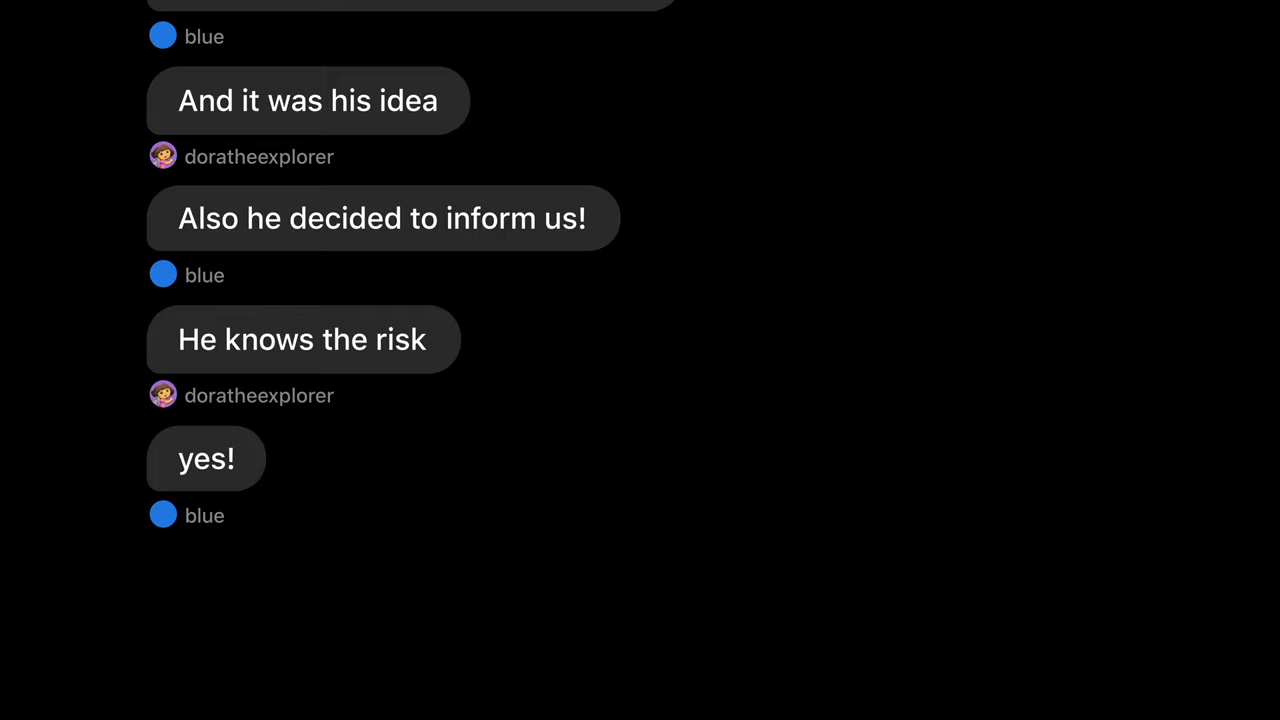 blue
And it was his idea
doratheexplorer
Also he decided to inform us!
blue
He knows the risk
doratheexplorer
yes!
blue